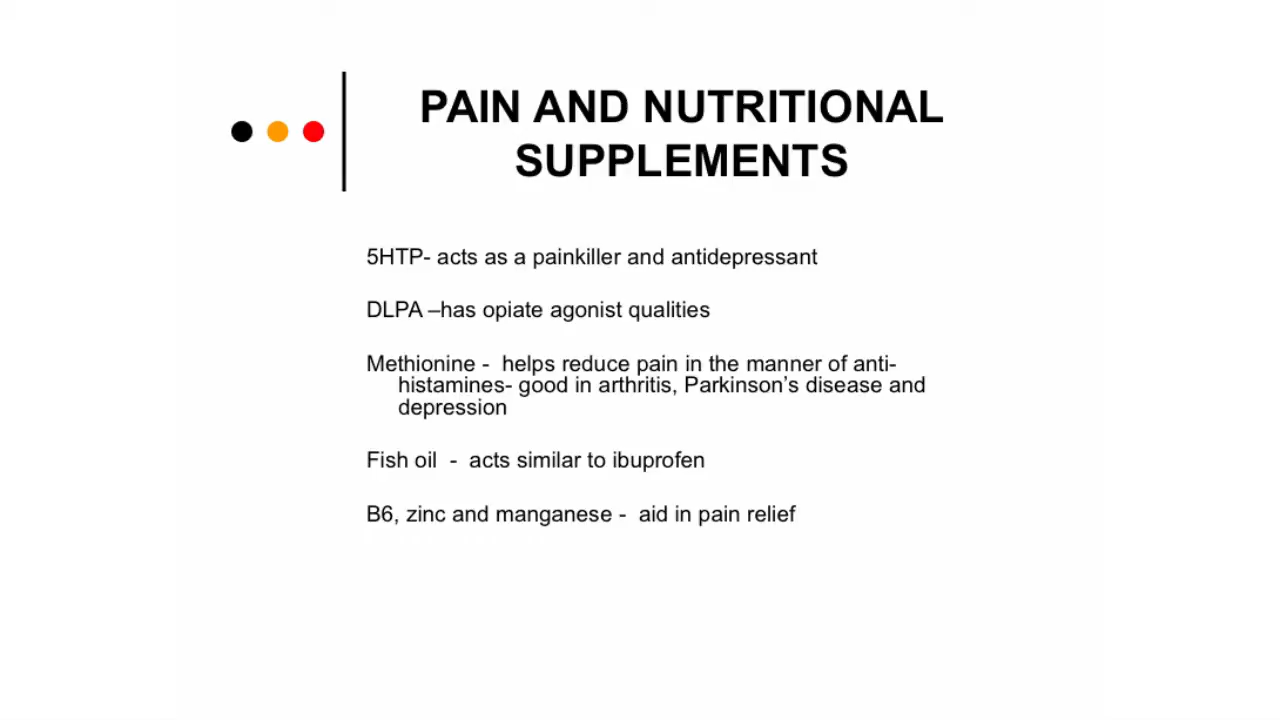 PAIN AND NUTRITIONAL
SUPPLEMENTS
5HTP- acts as a painkiller and antidepressant
DLPA –has opiate agonist qualities
Methionine -  helps reduce pain in the manner of anti-
histamines- good in arthritis, Parkinson’s disease and
depression
Fish oil  -  acts similar to ibuprofen
B6, zinc and manganese -  aid in pain relief